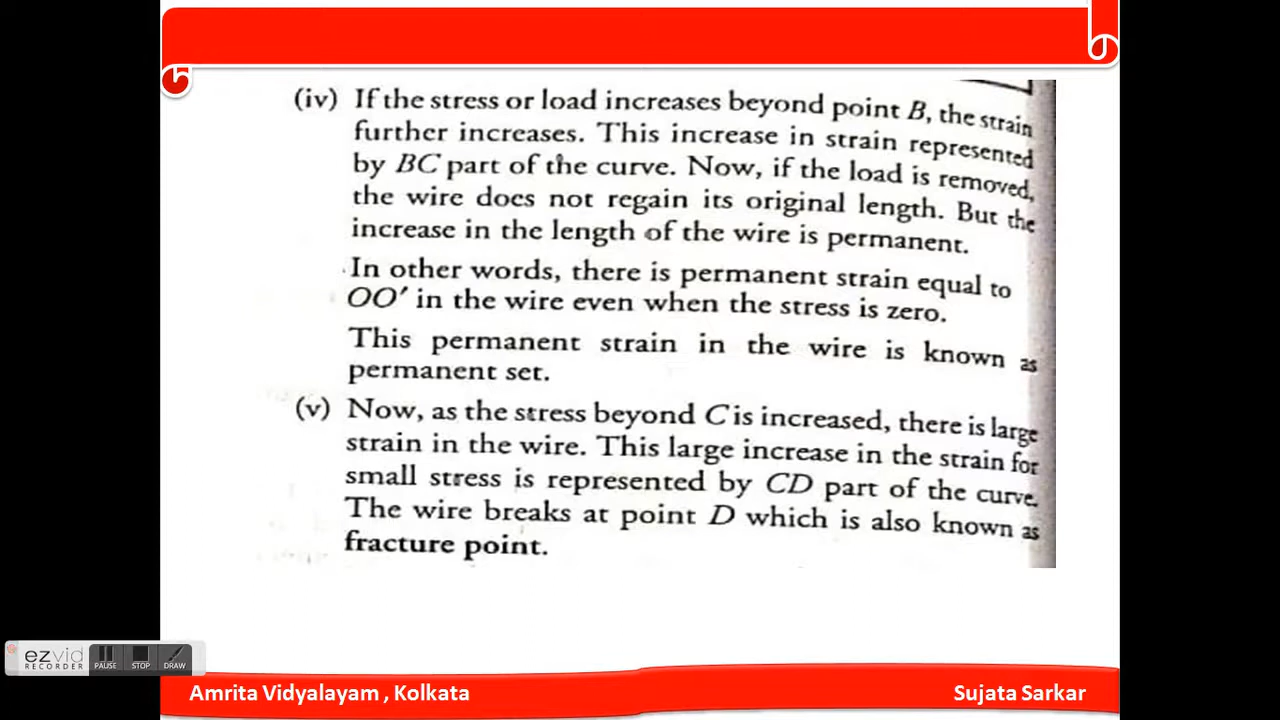 (iv) If the stress or load increases beyond point B, the strain
further increases. This increase in strain represented
by BC part of the curve. Now, if the load is removed,
the wire does not regain its original length. But the
increase in the length of the wire is permanent.
In other words, there is permanent strain equal to
OO′ in the wire even when the stress is zero.
This permanent strain in the wire is known as
permanent set.
(v) Now, as the stress beyond C is increased, there is large
strain in the wire. This large increase in the strain for
small stress is represented by CD part of the curve.
The wire breaks at point D which is also known as
fracture point.
ezvid
RECORDER
PAUSE
STOP
DRAW
Amrita Vidyalayam , Kolkata
Sujata Sarkar